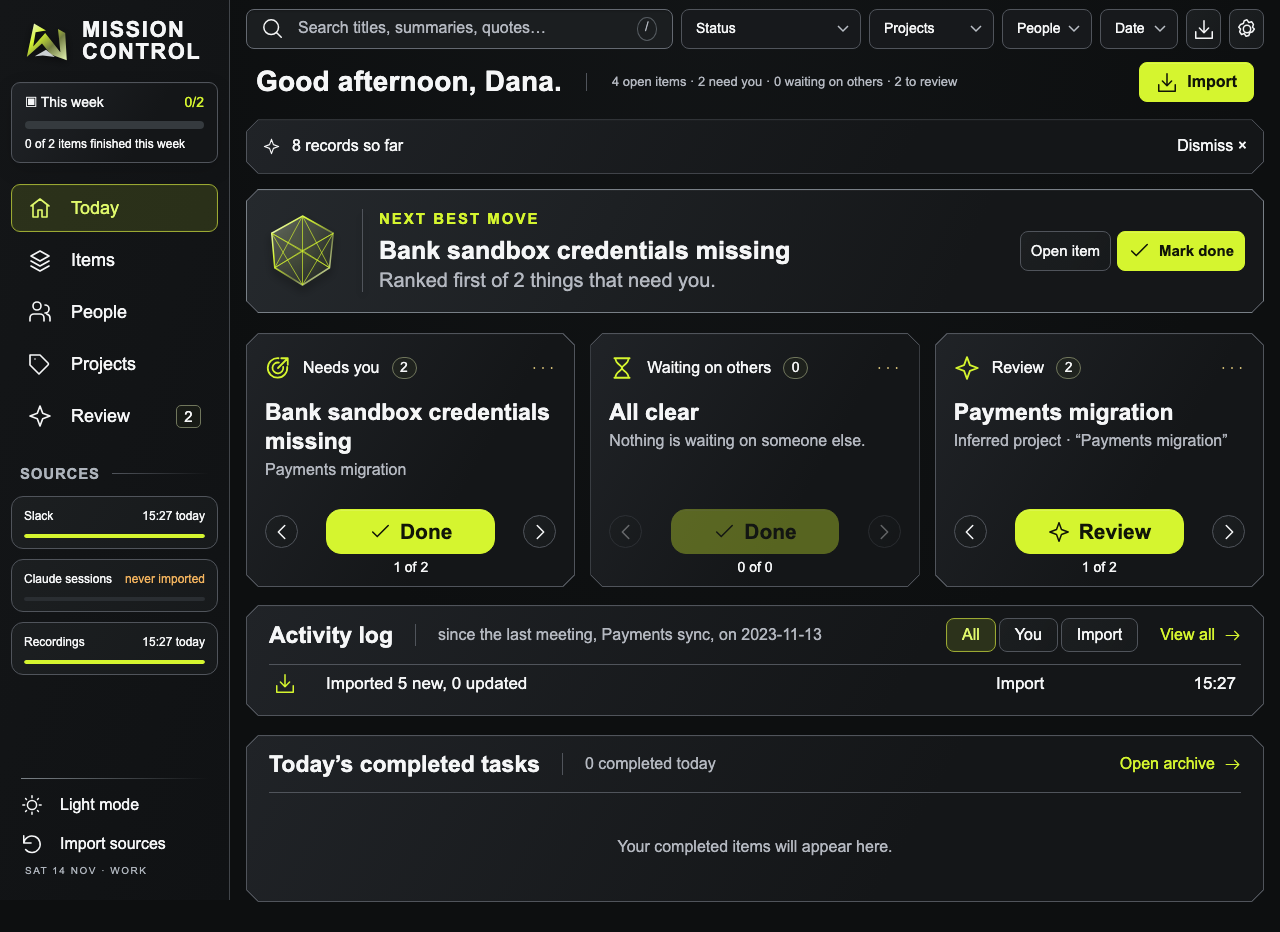 MISSION
CONTROL
Search titles, summaries, quotes…
/
Status
Projects
People
Date
This week
0/2
0 of 2 items finished this week
Good afternoon, Dana.
4 open items · 2 need you · 0 waiting on others · 2 to review
Import
8 records so far
Dismiss ×
Today
Items
People
Projects
Review
2
NEXT BEST MOVE
Bank sandbox credentials missing
Ranked first of 2 things that need you.
Open item
Mark done
SOURCES
Slack
15:27 today
Claude sessions
never imported
Recordings
15:27 today
Needs you
2
···
Bank sandbox credentials
missing
Payments migration
Done
1 of 2
Waiting on others
0
···
All clear
Nothing is waiting on someone else.
Done
0 of 0
Review
2
···
Payments migration
Inferred project · “Payments migration”
Review
1 of 2
Activity log
since the last meeting, Payments sync, on 2023-11-13
All
You
Import
View all →
Imported 5 new, 0 updated
Import
15:27
Today’s completed tasks
0 completed today
Open archive →
Your completed items will appear here.
Light mode
Import sources
SAT 14 NOV · WORK